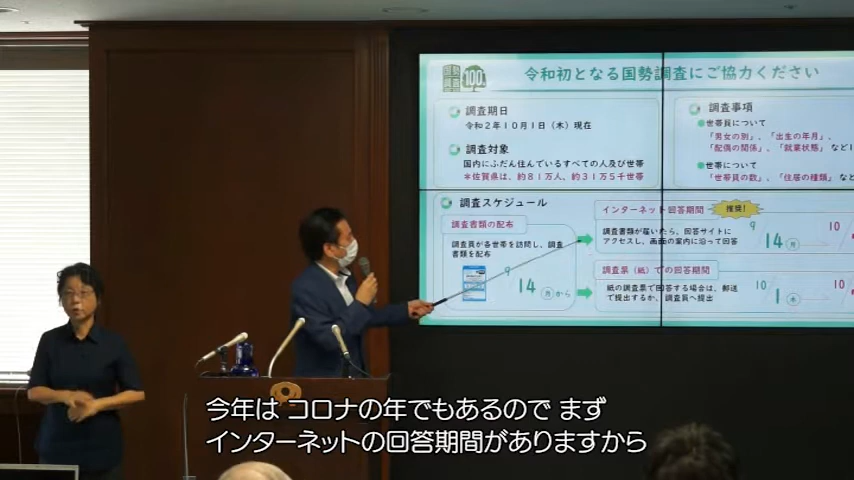 国勢調査 100
令和初となる国勢調査にご協力ください
調査期日
令和2年10月1日（木）現在
調査対象
国内にふだん住んでいるすべての人及び世帯
＊佐賀県は、約81万人、約31万5千世帯
調査事項
●世帯員について
「男女の別」、「出生の年月」、
「配偶の関係」、「就業状態」など
●世帯について
「世帯員の数」、「住居の種類」など
調査スケジュール
調査書類の配布
調査員が各世帯を訪問し、調査
書類を配布
9
14 月 から
インターネット回答期間
推奨！
調査書類が届いたら、回答サイトに
アクセスし、画面の案内に沿って回答
9
14 月
10
調査票（紙）での回答期間
紙の調査票で回答する場合は、郵送
で提出するか、調査員へ提出
10
1 木
10
今年は コロナの年でもあるので まず
インターネットの回答期間がありますから